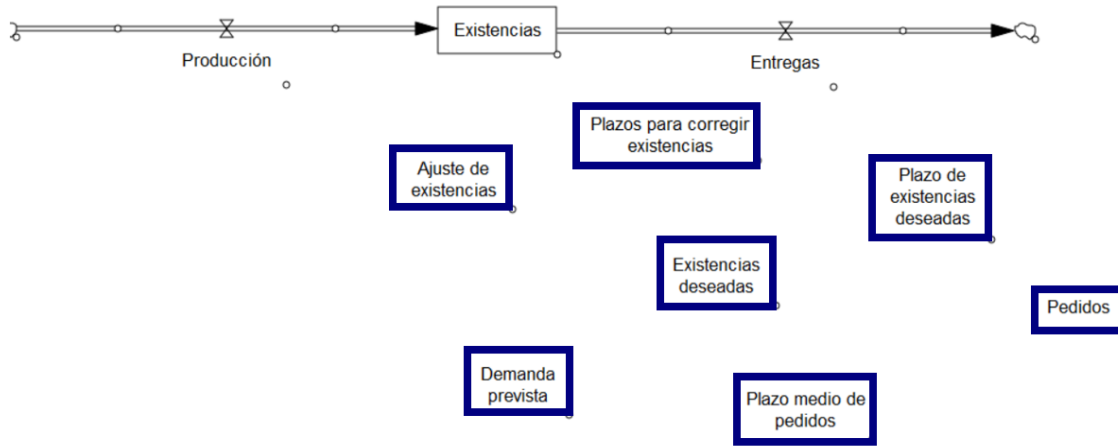 Existencias
Producción
Entregas
Plazos para corregir
existencias
Ajuste de
existencias
Plazo de
existencias
deseadas
Existencias
deseadas
Pedidos
Demanda
prevista
Plazo medio de
pedidos